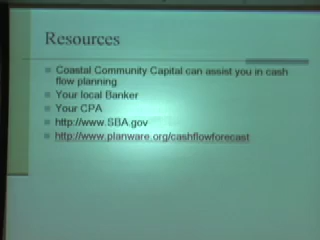 Resources
Coastal Community Capital can assist you in cash
flow planning
Your local Banker
Your CPA
http://www.SBA.gov
http://www.planware.org/cashflowforecast